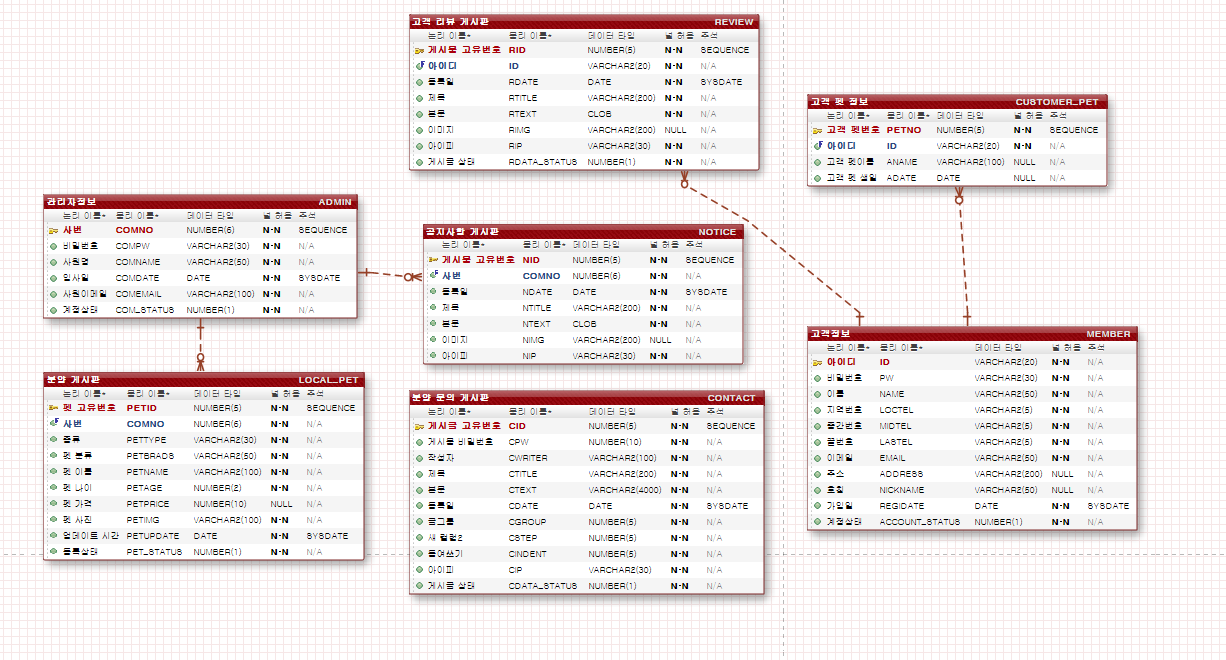 고객 리뷰 게시판 REVIEW
논리 이름* 물리 이름* 데이터 타입 널 허용 주석
게시물 고유번호 RID NUMBER(5) N-N SEQUENCE
아이디 ID VARCHAR2(20) N-N N/A
등록일 RDATE DATE N-N SYSDATE
제목 RTITLE VARCHAR2(200) N-N N/A
본문 RTEXT CLOB N-N N/A
이미지 RIMG VARCHAR2(200) NULL N/A
아이피 RIP VARCHAR2(30) N-N N/A
게시글 상태 RDATA_STATUS NUMBER(1) N-N N/A
고객 펫 정보 CUSTOMER_PET
논리 이름* 물리 이름* 데이터 타입 널 허용 주석
고객 펫번호 PETNO NUMBER(5) N-N SEQUENCE
아이디 ID VARCHAR2(20) N-N N/A
고객 펫이름 ANAME VARCHAR2(100) NULL N/A
고객 펫 생일 ADATE DATE NULL N/A
관리자정보 ADMIN
논리 이름* 물리 이름* 데이터 타입 널 허용 주석
사번 COMNO NUMBER(6) N-N SEQUENCE
비밀번호 COMPW VARCHAR2(30) N-N N/A
사원명 COMNAME VARCHAR2(50) N-N N/A
입사일 COMDATE DATE N-N SYSDATE
사원이메일 COMEMAIL VARCHAR2(100) N-N N/A
계정상태 COM_STATUS NUMBER(1) N-N N/A
공지사항 게시판 NOTICE
논리 이름* 물리 이름* 데이터 타입 널 허용 주석
게시물 고유번호 NID NUMBER(5) N-N SEQUENCE
사번 COMNO NUMBER(6) N-N N/A
등록일 NDATE DATE N-N SYSDATE
제목 NTITLE VARCHAR2(200) N-N N/A
본문 NTEXT CLOB N-N N/A
이미지 NIMG VARCHAR2(200) NULL N/A
아이피 NIP VARCHAR2(30) N-N N/A
고객정보 MEMBER
논리 이름* 물리 이름* 데이터 타입 널 허용 주석
아이디 ID VARCHAR2(20) N-N N/A
비밀번호 PW VARCHAR2(30) N-N N/A
이름 NAME VARCHAR2(50) N-N N/A
지역번호 LOCTEL VARCHAR2(5) N-N N/A
중간번호 MIDTEL VARCHAR2(5) N-N N/A
끝번호 LASTEL VARCHAR2(5) N-N N/A
이메일 EMAIL VARCHAR2(50) N-N N/A
주소 ADDRESS VARCHAR2(200) NULL N/A
호칭 NICKNAME VARCHAR2(50) NULL N/A
가입일 REGIDATE DATE N-N SYSDATE
계정상태 ACCOUNT_STATUS NUMBER(1) N-N N/A
분양 게시판 LOCAL_PET
논리 이름* 물리 이름* 데이터 타입 널 허용 주석
펫 고유번호 PETID NUMBER(5) N-N SEQUENCE
사번 COMNO NUMBER(6) N-N N/A
종류 PETTYPE VARCHAR2(30) N-N N/A
펫 분류 PETBRADS VARCHAR2(50) N-N N/A
펫 이름 PETNAME VARCHAR2(100) N-N N/A
펫 나이 PETAGE NUMBER(2) N-N N/A
펫 가격 PETPRICE NUMBER(10) NULL N/A
펫 사진 PETIMG VARCHAR2(100) N-N N/A
업데이트 시간 PETUPDATE DATE N-N SYSDATE
등록상태 PET_STATUS NUMBER(1) N-N N/A
분양 문의 게시판 CONTACT
논리 이름* 물리 이름* 데이터 타입 널 허용 주석
게시글 고유번호 CID NUMBER(5) N-N SEQUENCE
게시물 비밀번호 CPW NUMBER(10) N-N N/A
작성자 CWRITER VARCHAR2(100) N-N N/A
제목 CTITLE VARCHAR2(200) N-N N/A
본문 CTEXT VARCHAR2(4000) N-N N/A
등록일 CDATE DATE N-N SYSDATE
글그룹 CGROUP NUMBER(5) N-N N/A
새 컬럼2 CSTEP NUMBER(5) N-N N/A
들여쓰기 CINDENT NUMBER(5) N-N N/A
아이피 CIP VARCHAR2(30) N-N N/A
게시글 상태 CDATA_STATUS NUMBER(1) N-N N/A